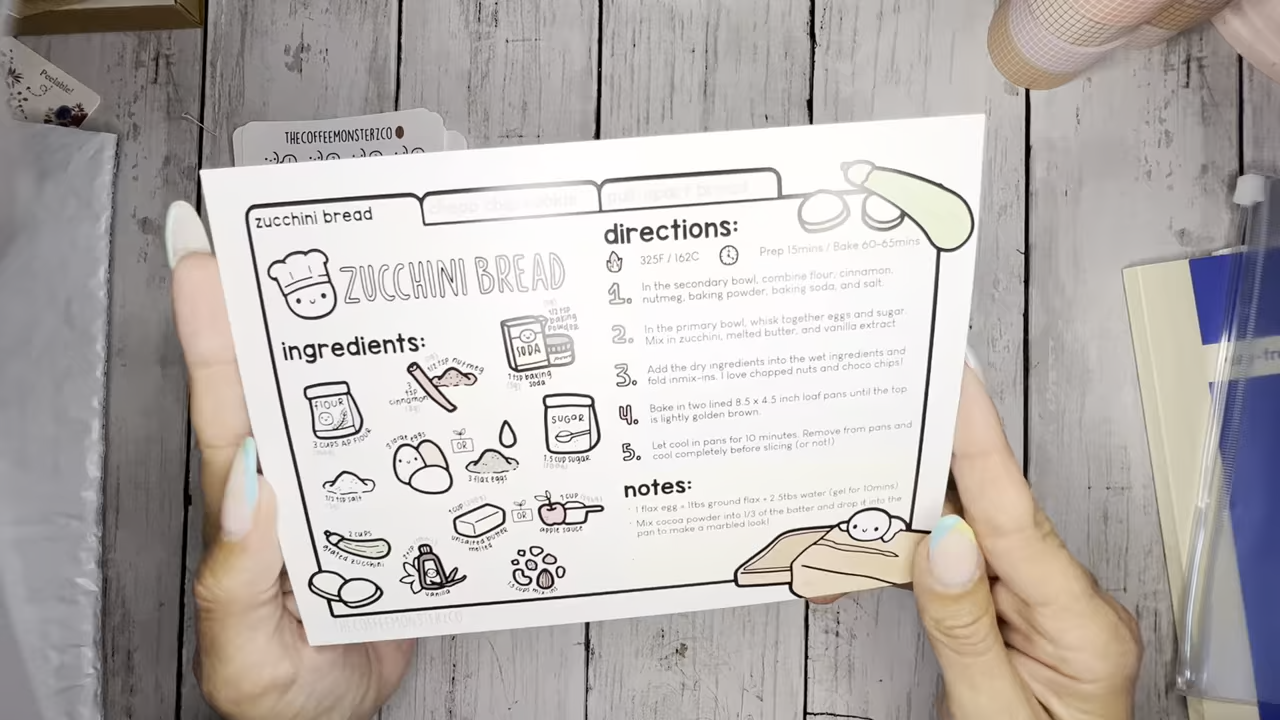 Peelable!
THECOFFEEMONSTERZCO
zucchini bread
pull-apart bread
ZUCCHINI BREAD
ingredients:
1/2 tsp
baking
powder
SODA
1 tsp baking
soda
1/2 tsp nutmeg
3
tsp
cinnamon
FLOUR
3 CUPS AP FLOUR
3 large eggs
OR
3 flax eggs
SUGAR
1.5 cup sugar
1/2 tsp salt
1 CUP
unsalted butter
melted
OR
1 CUP
apple sauce
2 CUPS
grated zucchini
vanilla
1.5 cups mix-ins
directions:
325F / 162C
Prep 15mins / Bake 60-65mins
1. In the secondary bowl, combine flour, cinnamon,
nutmeg, baking powder, baking soda, and salt.
2. In the primary bowl, whisk together eggs and sugar.
Mix in zucchini, melted butter, and vanilla extract
3. Add the dry ingredients into the wet ingredients and
fold inmix-ins. I love chopped nuts and choco chips!
4. Bake in two lined 8.5 x 4.5 inch loaf pans until the top
is lightly golden brown.
5. Let cool in pans for 10 minutes. Remove from pans and
cool completely before slicing (or not!)
notes:
· 1 flax egg = 1tbs ground flax + 2.5tbs water (gel for 10mins)
· Mix cocoa powder into 1/3 of the batter and drop it into the
pan to make a marbled look!
THECOFFEEMONSTERZCO